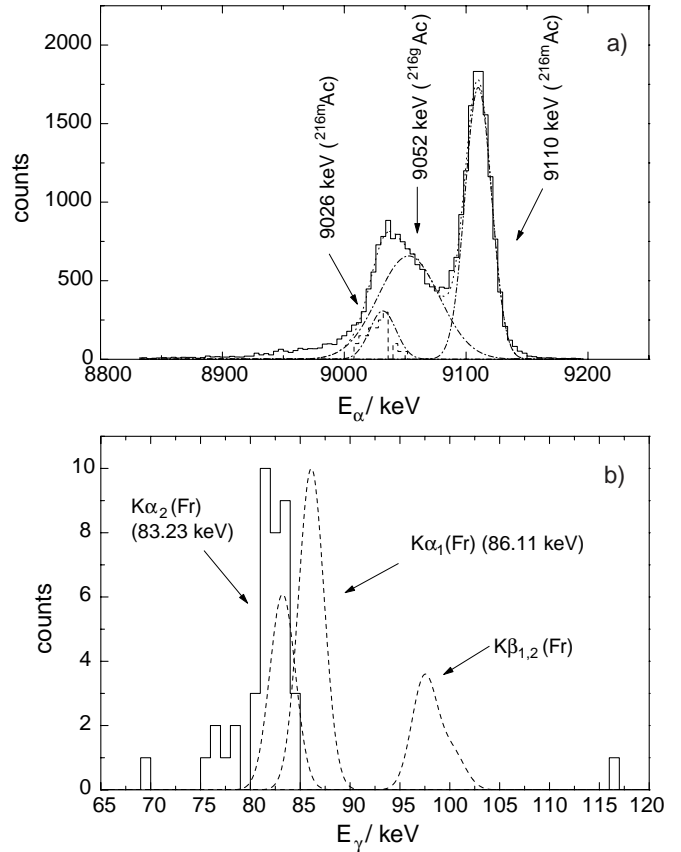 a)
counts
2000
1500
1000
500
0
9026 keV (²¹⁶ᵐAc)
9052 keV (²¹⁶ᵍAc)
9110 keV (²¹⁶ᵐAc)
8800 8900 9000 9100 9200
Eα/ keV
b)
counts
10
8
6
4
2
0
Kα₂ (Fr)
(83.23 keV)
Kα₁(Fr) (86.11 keV)
Kβ₁,₂ (Fr)
65 70 75 80 85 90 95 100 105 110 115 120
Eγ/ keV